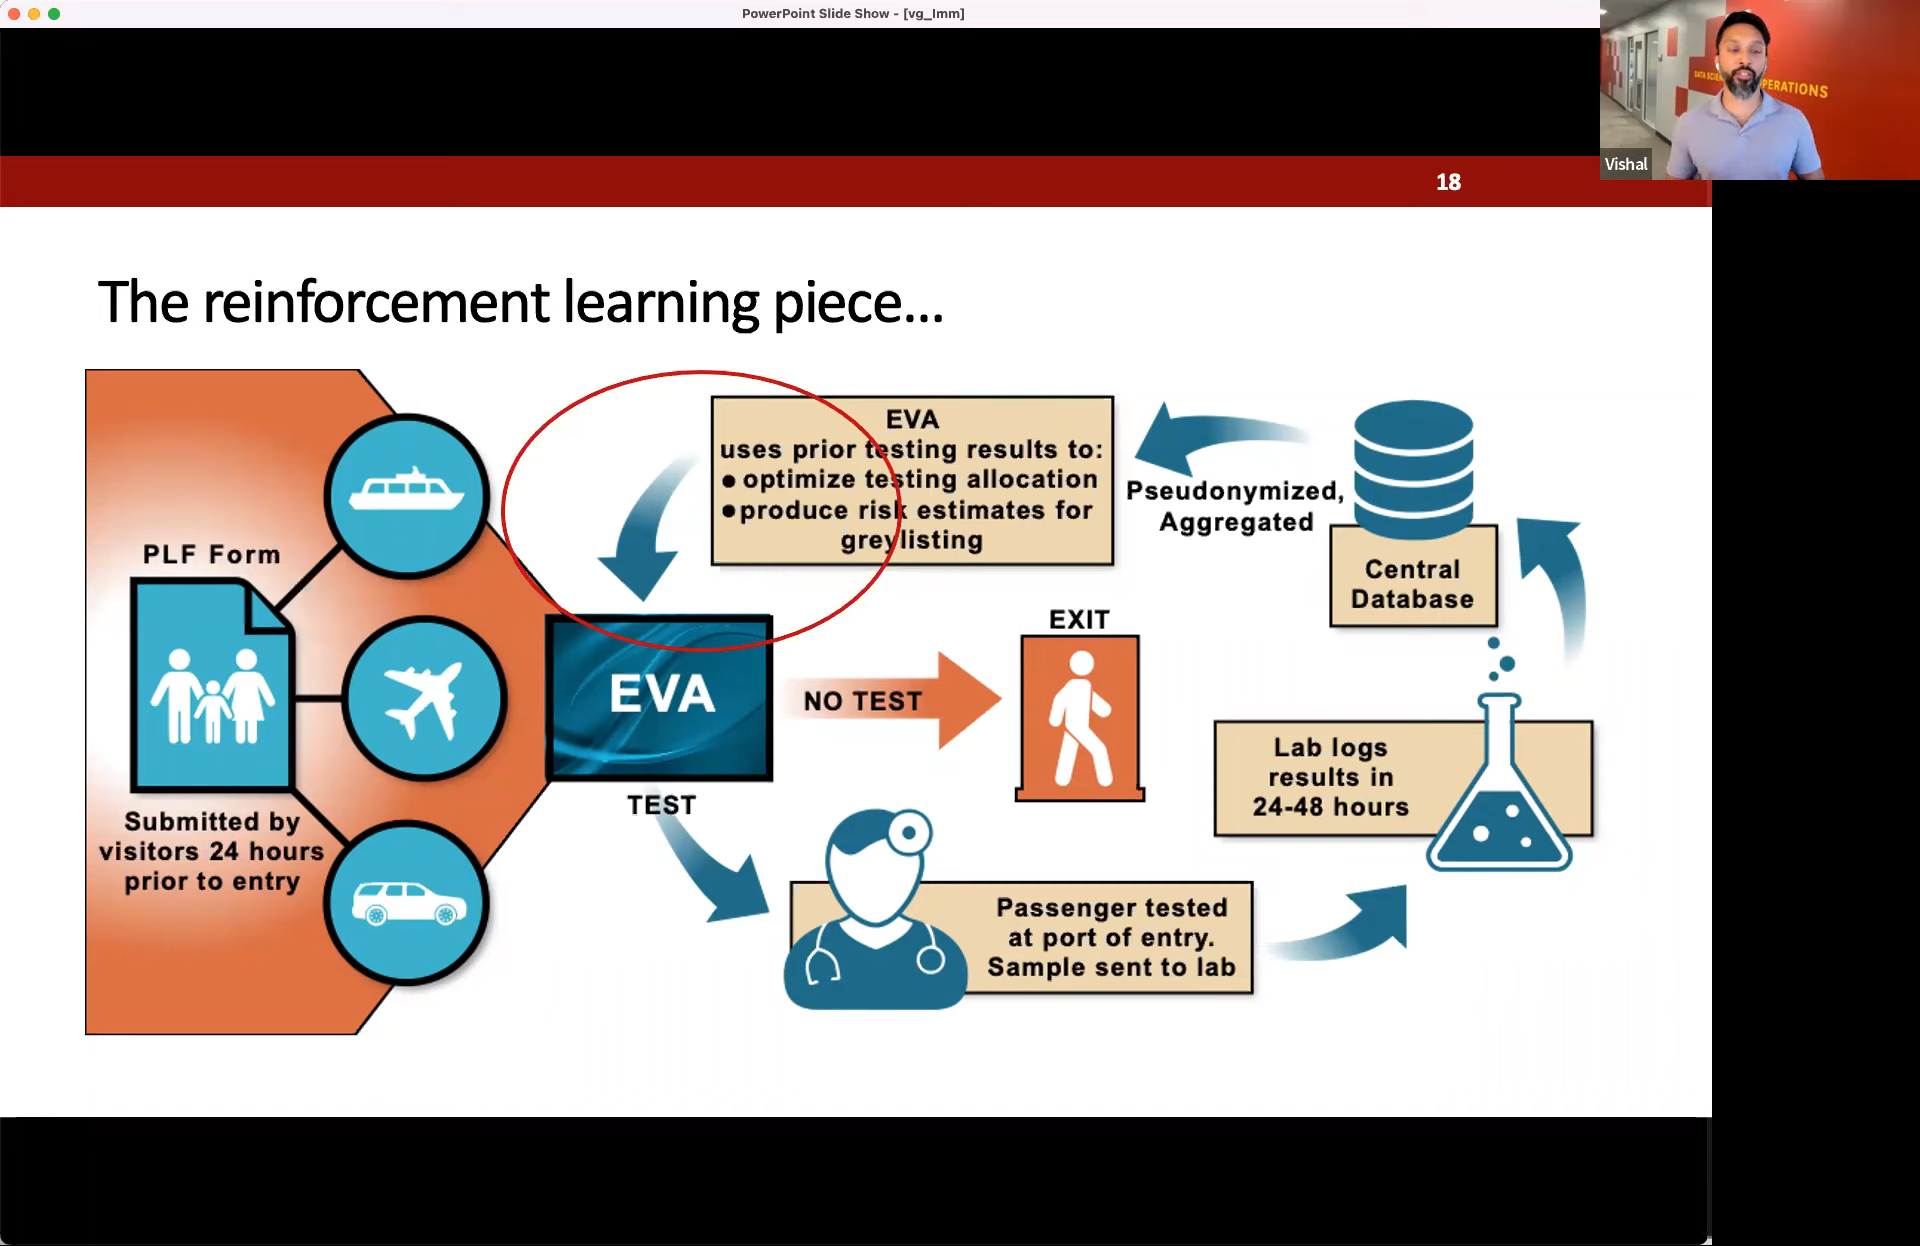 PowerPoint Slide Show - [vg_Imm]
DATA SCIEN
PERATIONS
Vishal
18
The reinforcement learning piece...
PLF Form
Submitted by
visitors 24 hours
prior to entry
EVA
uses prior testing results to:
● optimize testing allocation
● produce risk estimates for
greylisting
Pseudonymized,
Aggregated
Central
Database
EVA
NO TEST
EXIT
TEST
Lab logs
results in
24-48 hours
Passenger tested
at port of entry.
Sample sent to lab